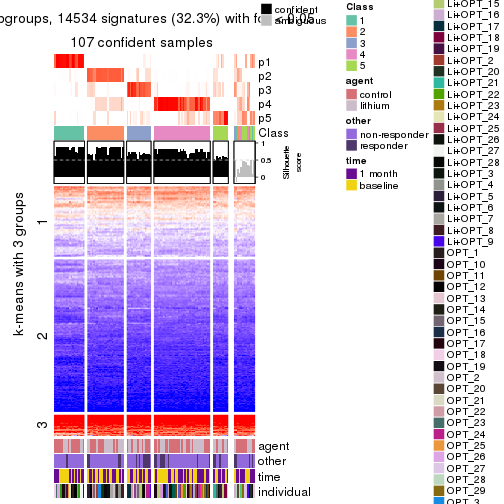 ogroups, 14534 signatures (32.3%) with
confident
ambiguous
107 confident samples
p1
p2
p3
p4
p5
Class
1
0.5
0
Silhouette
score
k-means with 3 groups
1
2
3
agent
other
time
individual
Class
1
2
3
4
5
agent
control
lithium
other
non-responder
responder
time
1 month
baseline
Li+OPT_15
Li+OPT_16
Li+OPT_17
Li+OPT_18
Li+OPT_19
Li+OPT_2
Li+OPT_20
Li+OPT_21
Li+OPT_22
Li+OPT_23
Li+OPT_24
Li+OPT_25
Li+OPT_26
Li+OPT_27
Li+OPT_28
Li+OPT_3
Li+OPT_4
Li+OPT_5
Li+OPT_6
Li+OPT_7
Li+OPT_8
Li+OPT_9
OPT_1
OPT_10
OPT_11
OPT_12
OPT_13
OPT_14
OPT_15
OPT_16
OPT_17
OPT_18
OPT_19
OPT_2
OPT_20
OPT_21
OPT_22
OPT_23
OPT_24
OPT_25
OPT_26
OPT_27
OPT_28
OPT_29
OPT_3